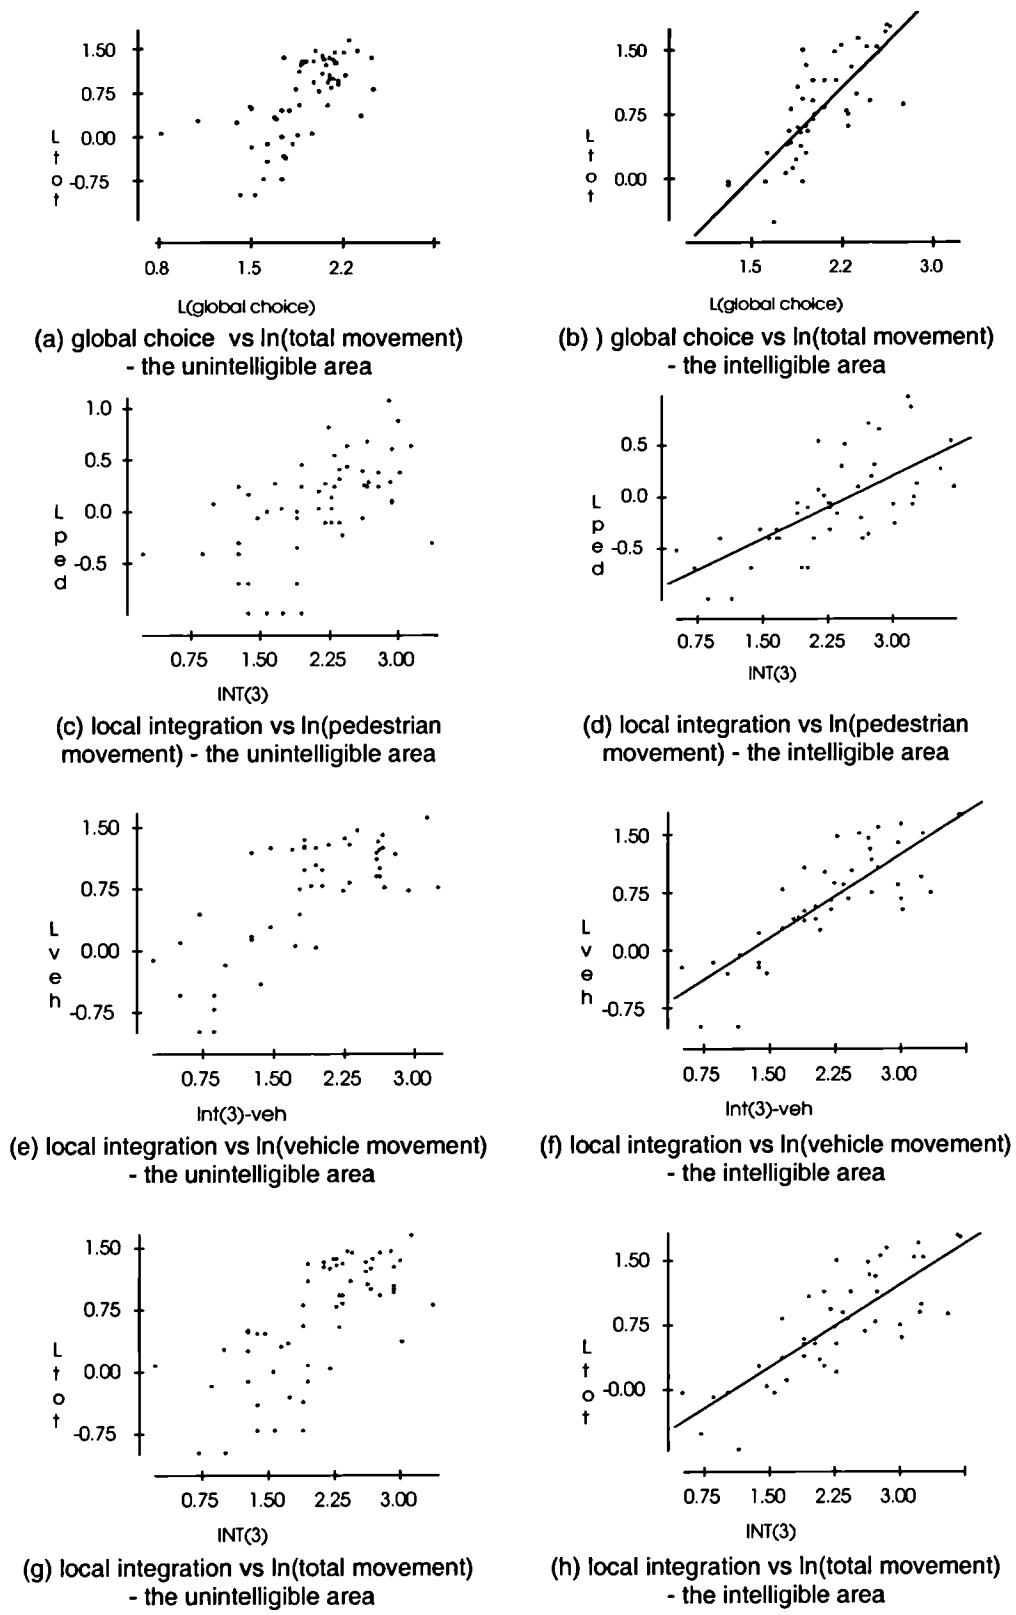 1.50
0.75
0.00
-0.75
Ltot
0.8 1.5 2.2
L(global choice)
(a) global choice vs ln(total movement)
- the unintelligible area
1.50
0.75
0.00
Ltot
1.5 2.2 3.0
L(global choice)
(b) ) global choice vs ln(total movement)
- the intelligible area
1.0
0.5
0.0
-0.5
Lped
0.75 1.50 2.25 3.00
INT(3)
(c) local integration vs ln(pedestrian
movement) - the unintelligible area
0.5
0.0
-0.5
Lped
0.75 1.50 2.25 3.00
INT(3)
(d) local integration vs ln(pedestrian
movement) - the intelligible area
1.50
0.75
0.00
-0.75
Lveh
0.75 1.50 2.25 3.00
Int(3)-veh
(e) local integration vs ln(vehicle movement)
- the unintelligible area
1.50
0.75
0.00
-0.75
Lveh
0.75 1.50 2.25 3.00
Int(3)-veh
(f) local integration vs ln(vehicle movement)
- the intelligible area
1.50
0.75
0.00
-0.75
Ltot
0.75 1.50 2.25 3.00
INT(3)
(g) local integration vs ln(total movement)
- the unintelligible area
1.50
0.75
-0.00
Ltot
0.75 1.50 2.25 3.00
INT(3)
(h) local integration vs ln(total movement)
- the intelligible area